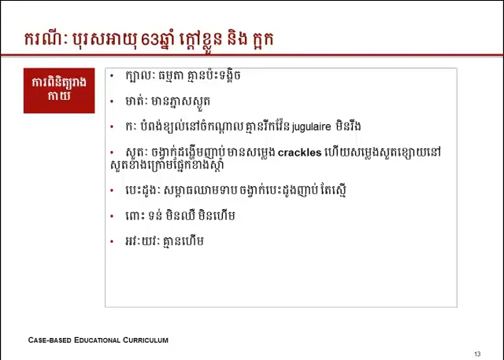 ករណីៈ បុរសអាយុ 63ឆ្នាំ ក្តៅខ្លួន និង ក្អក
ការពិនិត្យរាង
កាយ
• ក្បាលៈ ធម្មតា គ្មានប៉ះទង្គិច
• មាត់ៈ មានភ្នាសស្ងួត
• កៈ បំពង់ខ្យល់នៅចំកណ្តាល គ្មានរីកវ៉ែន jugulaire មិនរឹង
• សួតៈ ចង្វាក់ដង្ហើមញាប់ មានសម្លេង crackles ហើយសម្លេងសួតខ្សោយនៅ
សួតខាងក្រោមផ្នែកខាងស្តាំ
• បេះដូងៈ សម្ពាធឈាមទាប ចង្វាក់បេះដូងញាប់ តែស្មើ
• ពោះ ទន់ មិនឈឺ មិនហើម
• អវៈយវៈ គ្មានហើម
CASE-BASED EDUCATIONAL CURRICULUM
13